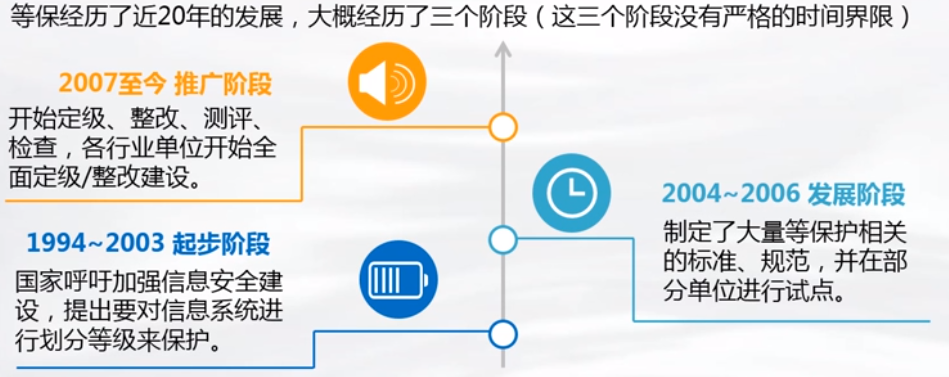 等保经历了近20年的发展，大概经历了三个阶段（这三个阶段没有严格的时间界限）
2007至今 推广阶段
开始定级、整改、测评、
检查，各行业单位开始全
面定级/整改建设。
2004~2006 发展阶段
制定了大量等保护相关
的标准、规范，并在部
分单位进行试点。
1994~2003 起步阶段
国家呼吁加强信息安全建
设，提出要对信息系统进
行划分等级来保护。